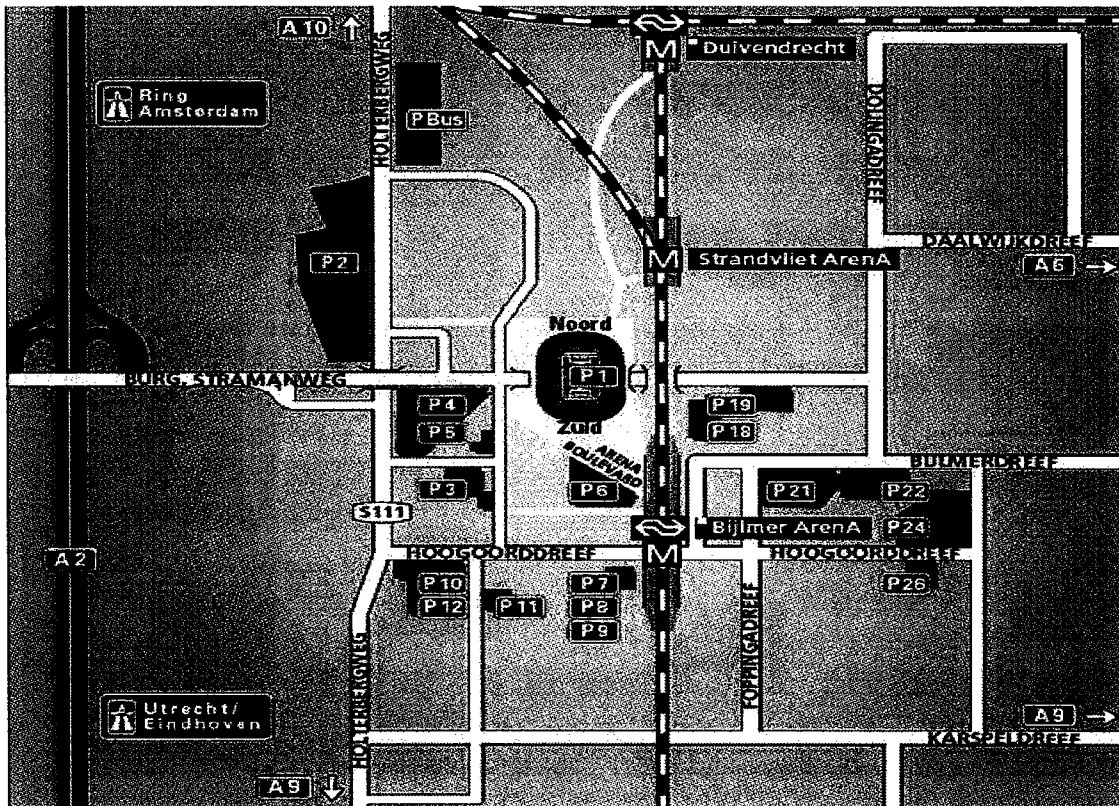 A10
Duivendrecht
Ring
Amsterdam
HOLTERBERGWEG
P Bus
DOLINGADREEF
DAALWIJKDREEF
P2
Strandvliet ArenA
A6
Noord
P1
BURG. STRAMANWEG
P4
P19
P5
Zuid
P18
ARENA
BOULEVARD
BULMERDREEF
P3
P6
P21
P22
S111
Bijlmer ArenA
P24
A2
HOOGOORDDREEF
M
HOOGOORDDREEF
P10
P7
P26
P12
P11
P8
P9
FOPPINGADREEF
HOLTERBERGWEG
Utrecht/
Eindhoven
A9
KARSPELDREEF
A9
M
M